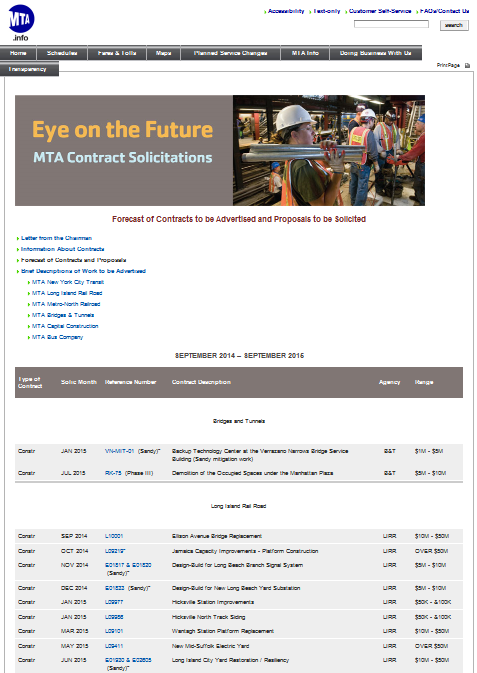 MTA
.info
Accessibility Text-only Customer Self-Service FAQs/Contact Us
search
Home Schedules Fares & Tolls Maps Planned Service Changes MTA Info Doing Business With Us
Transparency
Print Page
Eye on the Future
MTA Contract Solicitations
Forecast of Contracts to be Advertised and Proposals to be Solicited
Letter from the Chairman
Information About Contracts
Forecast of Contracts and Proposals
Brief Descriptions of Work to be Advertised
MTA New York City Transit
MTA Long Island Rail Road
MTA Metro-North Railroad
MTA Bridges & Tunnels
MTA Capital Construction
MTA Bus Company
SEPTEMBER 2014 – SEPTEMBER 2015
Type of Contract Solic Month Reference Number Contract Description Agency Range
Bridges and Tunnels
Constr JAN 2015 VN-MIT-01 (Sandy)* Backup Technology Center at the Verrazano Narrows Bridge Service B&T $1M - $5M
Building (Sandy mitigation work)
Constr JUL 2015 RK-75 (Phase III) Demolition of the Occupied Spaces under the Manhattan Plaza B&T $5M - $10M
Long Island Rail Road
Constr SEP 2014 L10001 Ellison Avenue Bridge Replacement LIRR $10M - $50M
Constr OCT 2014 Jamaica Capacity Improvements - Platform Construction LIRR OVER $50M
Constr NOV 2014 Design-Build for Long Beach Branch Signal System LIRR $5M - $10M
(Sandy)*
Constr DEC 2014 (Sandy)* Design-Build for New Long Beach Yard Substation LIRR $5M - $10M
Constr JAN 2015 Hicksville Station Improvements LIRR $50K - &100K
Constr JAN 2015 Hicksville North Track Siding LIRR $50K - &100K
Constr MAR 2015 Wantagh Station Platform Replacement LIRR $10M - $50M
Constr MAY 2015 New Mid-Suffolk Electric Yard LIRR OVER $50M
Constr JUN 2015 Long Island City Yard Restoration / Resiliency LIRR $10M - $50M
(Sandy)*